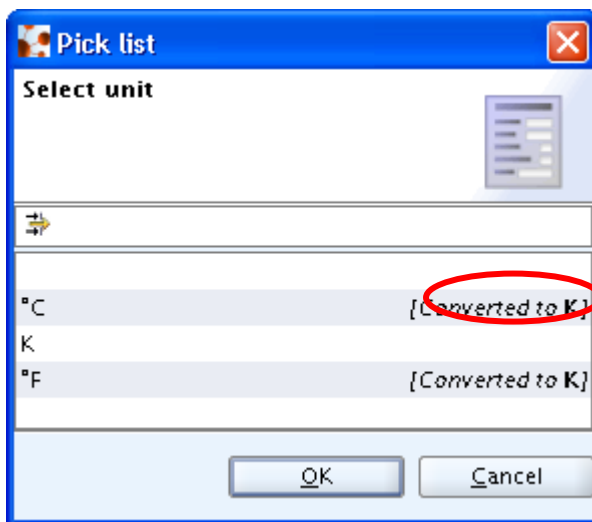 Pick list
Select unit
°C [Converted to K]
K
°F [Converted to K]
OK Cancel